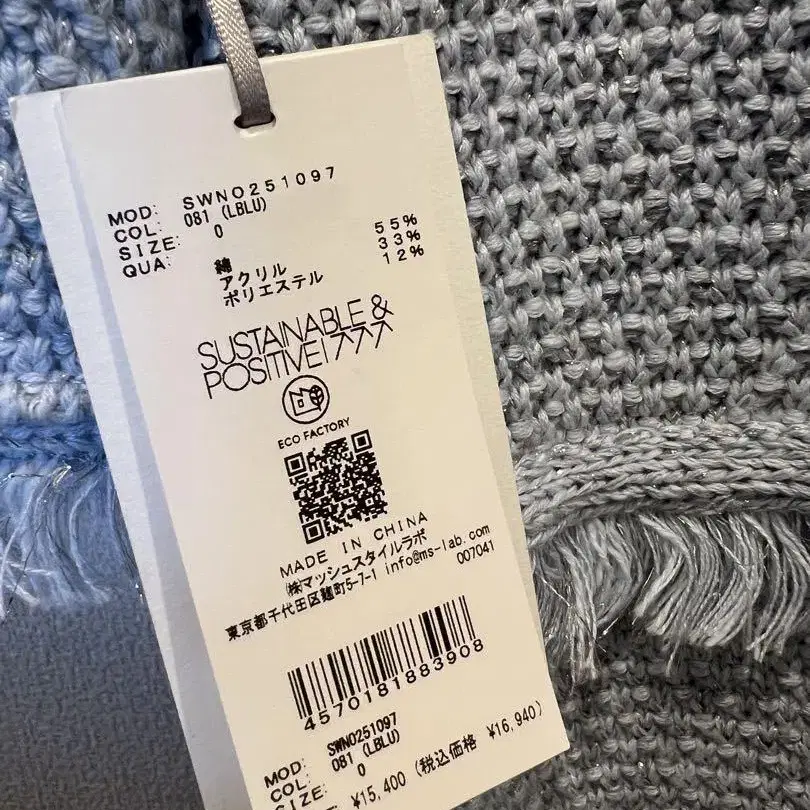 MOD: SWNO251097
COL: 081 (LBLU)
SIZE: 0
QUA: 綿 55%
アクリル 33%
ポリエステル 12%
SUSTAINABLE &
POSITIVE!↗↗↗
ECO FACTORY
MADE IN CHINA
㈱マッシュスタイルラボ
東京都千代田区麹町5-7-1 info@ms-lab.com
007041
4570181883908
MOD: SWNO251097
COL: 081 (LBLU)
SIZE: 0
¥15,400 (税込価格 ¥16,940)